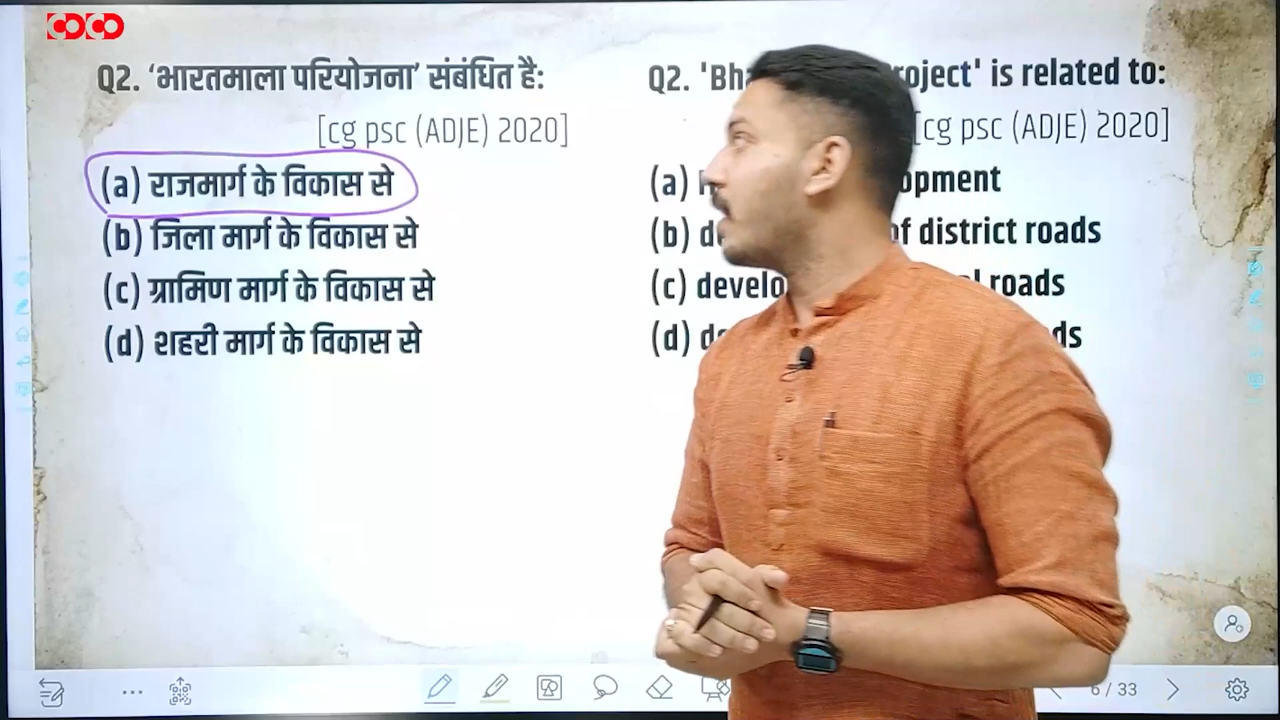 COCO
Q2. ‘भारतमाला परियोजना’ संबंधित है:
[cg psc (ADJE) 2020]
(a) राजमार्ग के विकास से
(b) जिला मार्ग के विकास से
(c) ग्रामिण मार्ग के विकास से
(d) शहरी मार्ग के विकास से
Q2. 'Bha roject' is related to:
[cg psc (ADJE) 2020]
(a) opment
(b) of district roads
(c) develo roads
(d)
6 / 33